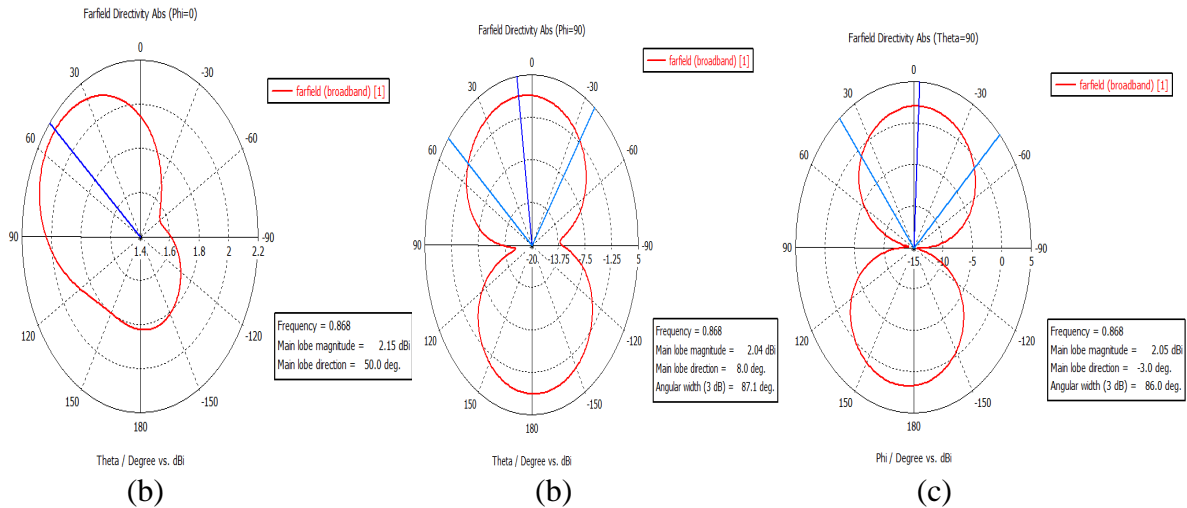 Farfield Directivity Abs (Phi=0)
0
30
-30
farfield (broadband) [1]
60
-60
90
-90
1.4
1.6
1.8
2
2.2
120
-120
Frequency = 0.868
Main lobe magnitude = 2.15 dBi
Main lobe direction = 50.0 deg.
150
-150
180
Theta / Degree vs. dBi
(b)
Farfield Directivity Abs (Phi=90)
0
30
-30
farfield (broadband) [1]
60
-60
90
-90
-20
-13.75
-7.5
-1.25
5
120
-120
Frequency = 0.868
Main lobe magnitude = 2.04 dBi
Main lobe direction = 8.0 deg.
Angular width (3 dB) = 87.1 deg.
150
-150
180
Theta / Degree vs. dBi
(b)
Farfield Directivity Abs (Theta=90)
0
30
-30
farfield (broadband) [1]
60
-60
90
-90
-15
-10
-5
0
5
120
-120
Frequency = 0.868
Main lobe magnitude = 2.05 dBi
Main lobe direction = -3.0 deg.
Angular width (3 dB) = 86.0 deg.
150
-150
180
Phi / Degree vs. dBi
(c)